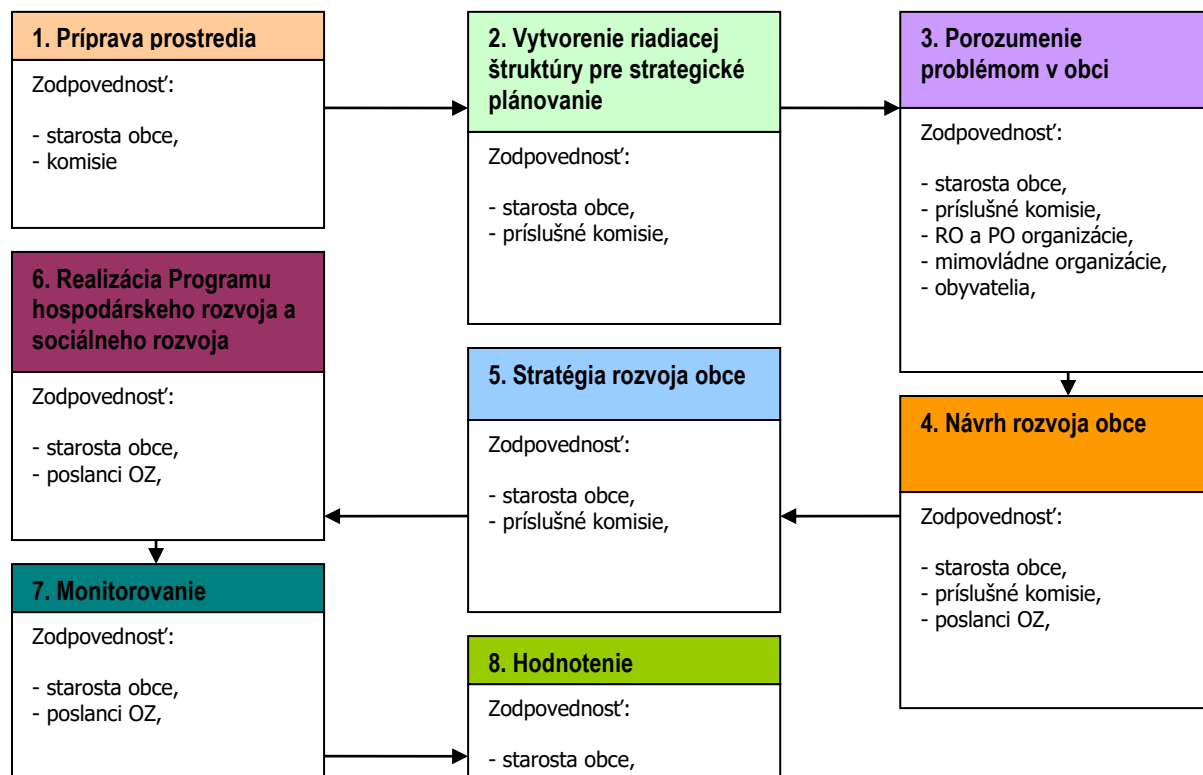 1. Príprava prostredia
Zodpovednosť:
- starosta obce,
- komisie
2. Vytvorenie riadiacej
štruktúry pre strategické
plánovanie
Zodpovednosť:
- starosta obce,
- príslušné komisie,
3. Porozumenie
problémom v obci
Zodpovednosť:
- starosta obce,
- príslušné komisie,
- RO a PO organizácie,
- mimovládne organizácie,
- obyvatelia,
4. Návrh rozvoja obce
Zodpovednosť:
- starosta obce,
- príslušné komisie,
- poslanci OZ,
5. Stratégia rozvoja obce
Zodpovednosť:
- starosta obce,
- príslušné komisie,
6. Realizácia Programu
hospodárskeho rozvoja a
sociálneho rozvoja
Zodpovednosť:
- starosta obce,
- poslanci OZ,
7. Monitorovanie
Zodpovednosť:
- starosta obce,
- poslanci OZ,
8. Hodnotenie
Zodpovednosť:
- starosta obce,